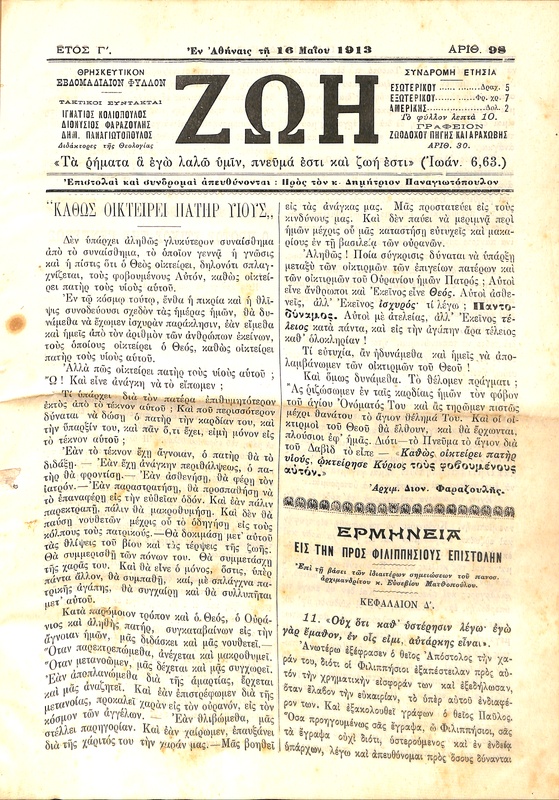 ΕΤΟΣ Γ′.
Ἐν Ἀθήναις τῇ 16 Μαΐου 1913
ΑΡΙΘ. 98
ΘΡΗΣΚΕΥΤΙΚΟΝ
ΕΒΔΟΜΑΔΙΑΙΟΝ ΦΥΛΛΟΝ
ΤΑΚΤΙΚΟΙ ΣΥΝΤΑΚΤΑΙ
ΙΓΝΑΤΙΟΣ ΚΟΛΙΟΠΟΥΛΟΣ
ΔΙΟΝΥΣΙΟΣ ΦΑΡΑΖΟΥΛΗΣ
ΔΗΜ. ΠΑΝΑΓΙΩΤΟΠΟΥΛΟΣ
Διδάκτορες τῆς Θεολογίας
ΖΩΗ
ΣΥΝΔΡΟΜΗ ΕΤΗΣΙΑ
ΕΣΩΤΕΡΙΚΟΥ Δραχ. 5
ΕΞΩΤΕΡΙΚΟΥ Φρ. χρ. 7
ΑΜΕΡΙΚΗΣ Δολ. 2
Τὸ φύλλον λεπτὰ 10.
ΓΡΑΦΕΙΟΝ
ΖΩΟΔΟΧΟΥ ΠΗΓΗΣ ΚΑΙ ΑΡΑΧΩΒΗΣ
ΑΡΙΘ. 30.
«Τὰ ῥήματα ἃ ἐγὼ λαλῶ ὑμῖν, πνεῦμά ἐστι καὶ ζωή ἐστι» (Ἰωάν. 6,63.)
Ἐπιστολαὶ καὶ συνδρομαὶ ἀπευθύνονται : Πρὸς τὸν κ. Δημήτριον Παναγιωτόπουλον
"ΚΑΘΩΣ ΟΙΚΤΕΙΡΕΙ ΠΑΤΗΡ ΥΙΟΥΣ,,
Δὲν ὑπάρχει ἀληθῶς γλυκύτερον συναίσθημα
ἀπὸ τὸ συναίσθημα, τὸ ὁποῖον γεννᾷ ἡ γνῶσις
καὶ ἡ πίστις ὅτι ὁ Θεὸς οἰκτείρει, δηλονότι σπλαγ-
χνίζεται, τοὺς φοβουμένους Αὐτόν, καθὼς οἰκτεί-
ρει πατὴρ τοὺς υἱοὺς αὑτοῦ.
Ἐν τῷ κόσμῳ τούτῳ, ἔνθα ἡ πικρία καὶ ἡ θλῖ-
ψις συνοδεύουσι σχεδὸν τὰς ἡμέρας ἡμῶν, θὰ δυ-
νάμεθα νὰ ἔχωμεν ἰσχυρὰν παράκλησιν, ἐὰν εἴμεθα
καὶ ἡμεῖς ἀπὸ τὸν ἀριθμὸν τῶν ἀνθρώπων ἐκείνων,
τοὺς ὁποίους οἰκτείρει ὁ Θεός, καθὼς οἰκτείρει
πατὴρ τοὺς υἱοὺς αὑτοῦ.
Ἀλλὰ πῶς οἰκτείρει πατὴρ τοὺς υἱοὺς αὑτοῦ ;
Ὢ ! Καὶ εἶνε ἀνάγκη νὰ τὸ εἴπωμεν ;
Τί ὑπάρχει διὰ τὸν πατέρα ἐπιθυμητότερον
ἐκτὸς ἀπὸ τὸ τέκνον αὑτοῦ ; Καὶ ποῦ περισσότερον
δύναται νὰ δώσῃ ὁ πατὴρ τὴν καρδίαν του, καὶ
τὴν ὕπαρξίν του, καὶ πᾶν ὅ,τι ἔχει, εἰμὴ μόνον εἰς
τὸ τέκνον αὑτοῦ ;
Ἐὰν τὸ τέκνον ἔχῃ ἄγνοιαν, ὁ πατὴρ θὰ τὸ
διδάξῃ.— Ἐὰν ἔχῃ ἀνάγκην περιθάλψεως, ὁ πα-
τὴρ θὰ φροντίσῃ.— Ἐὰν ἀσθενήσῃ, θὰ φέρῃ τὸν
ἰατρόν.—Ἐὰν παραστρατήσῃ, θὰ προσπαθήσῃ νὰ
τὸ ἐπαναφέρῃ εἰς τὴν εὐθεῖαν ὁδόν. Καὶ ἐὰν πάλιν
παρεκτραπῇ, πάλιν θὰ μακροθυμήσῃ. Καὶ δὲν θὰ
παύσῃ νουθετῶν μέχρις οὗ τὸ ὁδηγήσῃ εἰς τοὺς
κόλπους τοὺς πατρικούς.—Θὰ δοκιμάσῃ μετ' αὐτοῦ
τὰς θλίψεις τοῦ βίου καὶ τὰς τέρψεις τῆς ζωῆς.
Θὰ συμμερισθῇ τῶν πόνων του. Θὰ συμμετάσχῃ
τῆς χαρᾶς του. Καὶ θὰ εἶνε ὁ μόνος, ὅστις, ὑπὲρ
πάντα ἄλλον, θὰ συμπαθῇ, καί, μὲ σπλάγχνα πα-
τρικῆς ἀγάπης, θὰ συγχαίρῃ καὶ θὰ συλλυπῆται
μετ' αὐτοῦ.
Κατὰ παρόμοιον τρόπον καὶ ὁ Θεός, ὁ Οὐρά-
νιος καὶ ἀληθὴς πατήρ, συγκαταβαίνων εἰς τὴν
ἄγνοιαν ἡμῶν, μᾶς διδάσκει καὶ μᾶς νουθετεῖ.—
Ὅταν παρεκτρεπώμεθα, ἀνέχεται καὶ μακροθυμεῖ.
Ὅταν μετανοῶμεν, μᾶς δέχεται καὶ μᾶς συγχωρεῖ.
Ἐὰν ἀποπλανώμεθα διὰ τῆς ἁμαρτίας, ἔρχεται
καὶ μᾶς ἀναζητεῖ. Καὶ ἐὰν ἐπιστρέφωμεν διὰ τῆς
μετανοίας, προκαλεῖ χαρὰν εἰς τὸν οὐρανόν, εἰς τὸν
κόσμον τῶν ἀγγέλων. — Ἐὰν θλιβώμεθα, μᾶς
στέλλει παρηγορίαν. Καὶ ἐὰν χαίρωμεν, ἐπαυξάνει
διὰ τῆς χάριτός του τὴν χαράν μας.—Μᾶς βοηθεῖ
εἰς τὰς ἀνάγκας μας. Μᾶς προστατεύει εἰς τοὺς
κινδύνους μας. Καὶ δὲν παύει νὰ μεριμνᾷ περὶ
ἡμῶν μέχρις οὗ μᾶς καταστήσῃ εὐτυχεῖς καὶ μακα-
ρίους ἐν τῇ βασιλείᾳ τῶν οὐρανῶν.
Ἀληθῶς ! Ποία σύγκρισις δύναται νὰ ὑπάρξῃ
μεταξὺ τῶν οἰκτιρμῶν τῶν ἐπιγείων πατέρων καὶ
τῶν οἰκτιρμῶν τοῦ Οὐρανίου ἡμῶν Πατρός ; Αὐτοὶ
εἶνε ἄνθρωποι καὶ Ἐκεῖνος εἶνε Θεός. Αὐτοὶ ἀσθε-
νεῖς, ἀλλ' Ἐκεῖνος ἰσχυρός· τί λέγω ; Παντο-
δύναμος. Αὐτοὶ μὲ ἀτελείας, ἀλλ' Ἐκεῖνος τέ-
λειος κατὰ πάντα, καὶ εἰς τὴν ἀγάπην ἄρα τέλειος
καθ' ὁλοκληρίαν !
Τί εὐτυχία, ἂν ἠδυνάμεθα καὶ ἡμεῖς νὰ ἀπο-
λαμβάνωμεν τῶν οἰκτιρμῶν τοῦ Θεοῦ !
Καὶ ὅμως δυνάμεθα. Τὸ θέλομεν πράγματι ;
Ἂς ῥιζώσωμεν ἐν ταῖς καρδίαις ἡμῶν τὸν φόβον
τοῦ ἁγίου Ὀνόματός Του καὶ ἂς τηρῶμεν πιστῶς
μέχρι θανάτου τὸ ἅγιον θέλημά Του. Καὶ οἱ οἰ-
κτιρμοὶ τοῦ Θεοῦ θὰ ἔλθουν, καὶ θὰ ἔρχωνται,
πλούσιοι ἐφ' ἡμᾶς. Διότι—τὸ Πνεῦμα τὸ ἅγιον διὰ
τοῦ Δαβὶδ τὸ εἶπε — «Καθὼς οἰκτείρει πατὴρ
υἱούς, ᾠκτείρησε Κύριος τοὺς φοβουμένους
αὐτόν.»
Ἀρχιμ. Διον. Φαραζουλῆς.
ΕΡΜΗΝΕΙΑ
ΕΙΣ ΤΗΝ ΠΡΟΣ ΦΙΛΙΠΠΗΣΙΟΥΣ ΕΠΙΣΤΟΛΗΝ
Ἐπὶ τῇ βάσει τῶν ἰδιαιτέρων σημειώσεων τοῦ πανοσ.
ἀρχιμανδρίτου κ. Εὐσεβίου Ματθοπούλου.
ΚΕΦΑΛΑΙΟΝ Δ′.
11. «Οὐχ ὅτι καθ' ὑστέρησιν λέγω· ἐγὼ
γὰρ ἔμαθον, ἐν οἷς εἰμι, αὐτάρκης εἶναι».
Ἀνωτέρω ἐξέφρασεν ὁ θεῖος Ἀπόστολος τὴν χα-
ράν του, διότι οἱ Φιλιππήσιοι ἐξαπέστειλαν πρὸς αὐ-
τὸν τὴν χρηματικὴν εἰσφοράν των καὶ ἐξεδήλωσαν,
ὅταν ἔλαβον τὴν εὐκαιρίαν, τὸ ὑπὲρ αὐτοῦ ἐνδιαφέ-
ρον των. Καὶ ἐξακολουθεῖ γράφων ὁ θεῖος Παῦλος.
Ὅσα προηγουμένως σᾶς ἔγραψα, ὦ Φιλιππήσιοι, σᾶς
τὰ ἔγραψα οὐχὶ διότι, ὑστερούμενος καὶ ἐν ἐνδείᾳ
ὑπάρχων, λέγω καὶ ἀπευθύνομαι πρὸς ὅσους δύνανται